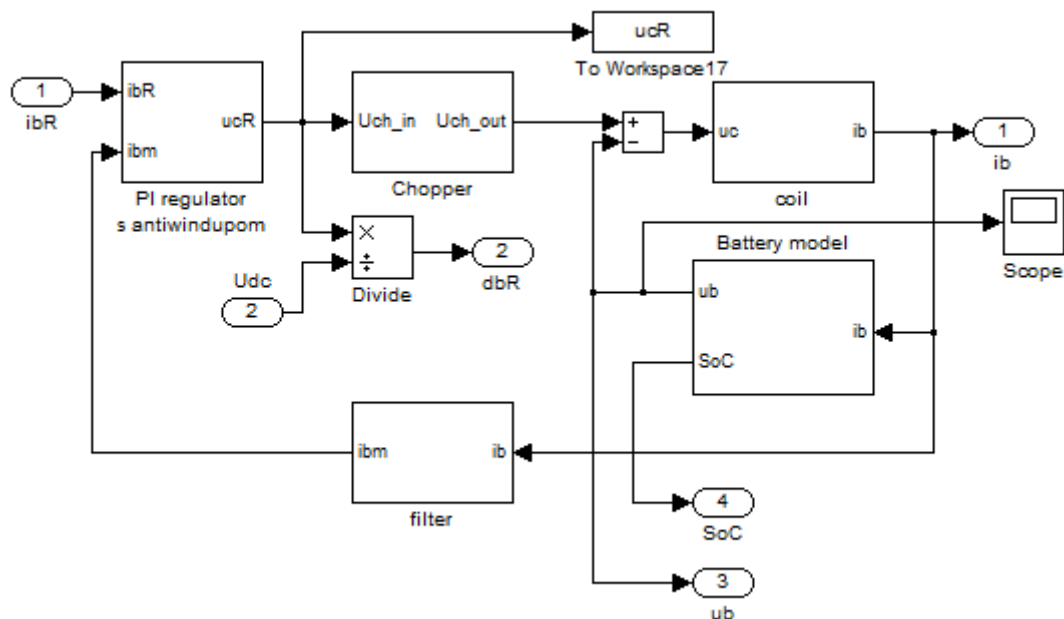 ucR
To Workspace17
1
ibR
ibR
ibm
ucR
PI regulator
s antiwindupom
Uch_in
Uch_out
Chopper
+
−
uc
ib
coil
1
ib
Scope
×
÷
Divide
2
dbR
Udc
2
Battery model
ub
ib
SoC
ibm
ib
filter
4
SoC
3
ub